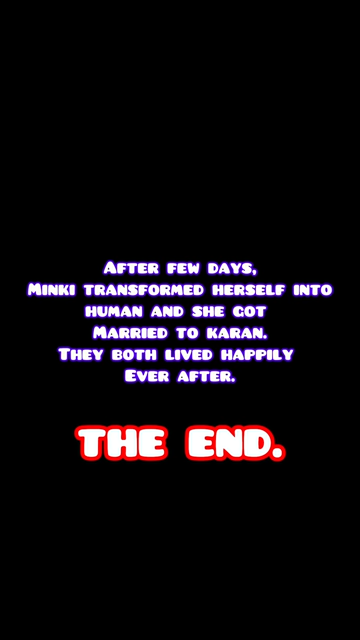 After few days,
Minki transformed herself into
human and she got
Married to karan.
They both lived happily
Ever after.
THE END.